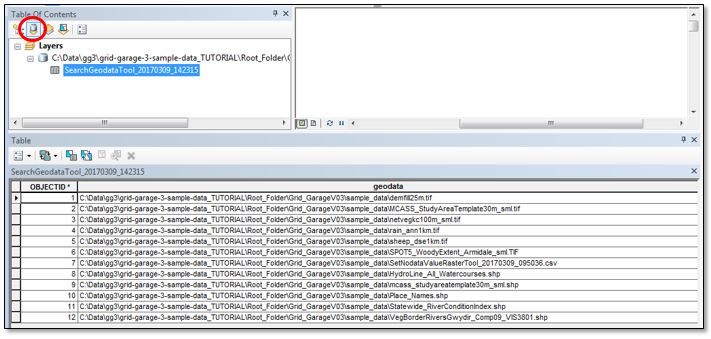 Table Of Contents
Layers
C:\Data\gg3\grid-garage-3-sample-data_TUTORIAL\Root_Folder\G
SearchGeodataTool_20170309_142315
Table
SearchGeodataTool_20170309_142315
OBJECTID * geodata
1 C:\Data\gg3\grid-garage-3-sample-data_TUTORIAL\Root_Folder\Grid_GarageV03\sample_data\demfill25m.tif
2 C:\Data\gg3\grid-garage-3-sample-data_TUTORIAL\Root_Folder\Grid_GarageV03\sample_data\MCASS_StudyAreaTemplate30m_sml.tif
3 C:\Data\gg3\grid-garage-3-sample-data_TUTORIAL\Root_Folder\Grid_GarageV03\sample_data\netvegkc100m_sml.tif
4 C:\Data\gg3\grid-garage-3-sample-data_TUTORIAL\Root_Folder\Grid_GarageV03\sample_data\rain_ann1km.tif
5 C:\Data\gg3\grid-garage-3-sample-data_TUTORIAL\Root_Folder\Grid_GarageV03\sample_data\sheep_dse1km.tif
6 C:\Data\gg3\grid-garage-3-sample-data_TUTORIAL\Root_Folder\Grid_GarageV03\sample_data\SPOT5_WoodyExtent_Armidale_sml.TIF
7 C:\Data\gg3\grid-garage-3-sample-data_TUTORIAL\Root_Folder\Grid_GarageV03\sample_data\SetNodataValueRasterTool_20170309_095036.csv
8 C:\Data\gg3\grid-garage-3-sample-data_TUTORIAL\Root_Folder\Grid_GarageV03\sample_data\HydroLine_All_Watercourses.shp
9 C:\Data\gg3\grid-garage-3-sample-data_TUTORIAL\Root_Folder\Grid_GarageV03\sample_data\mcass_studyareatemplate30m_sml.shp
10 C:\Data\gg3\grid-garage-3-sample-data_TUTORIAL\Root_Folder\Grid_GarageV03\sample_data\Place_Names.shp
11 C:\Data\gg3\grid-garage-3-sample-data_TUTORIAL\Root_Folder\Grid_GarageV03\sample_data\Statewide_RiverConditionIndex.shp
12 C:\Data\gg3\grid-garage-3-sample-data_TUTORIAL\Root_Folder\Grid_GarageV03\sample_data\VegBorderRiversGwydir_Comp09_VIS3801.shp